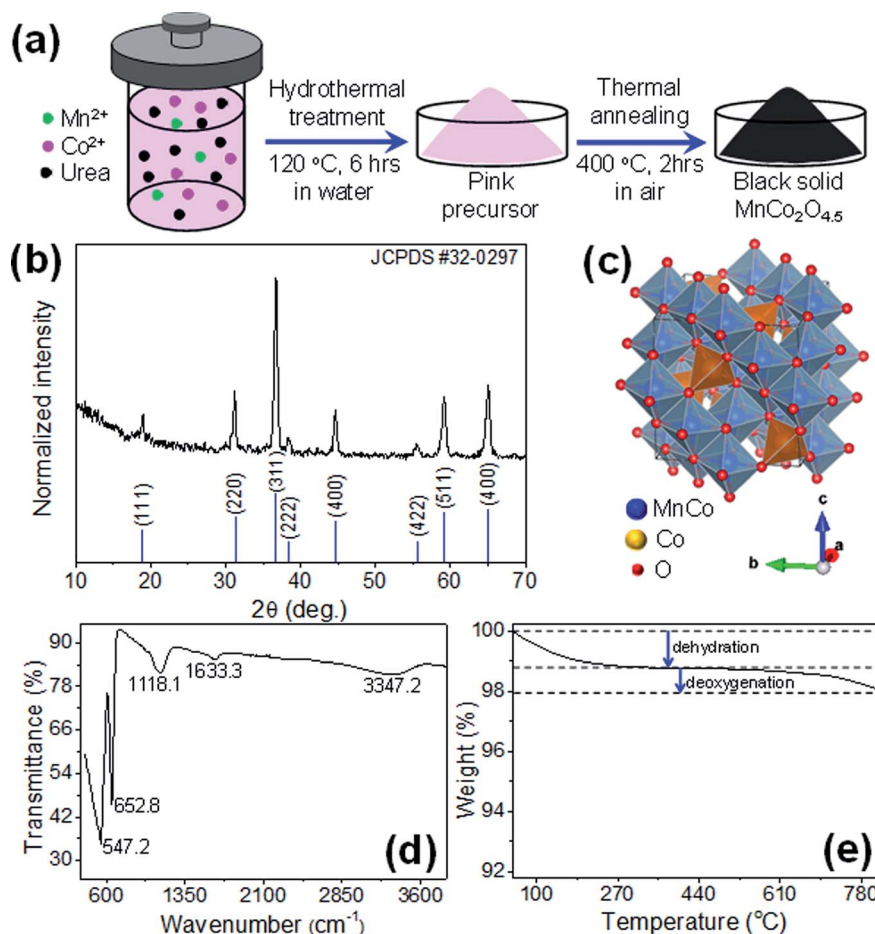 (a)
Mn²⁺
Co²⁺
Urea
Hydrothermal
treatment
120 °C, 6 hrs
in water
Pink
precursor
Thermal
annealing
400 °C, 2hrs
in air
Black solid
MnCo₂O₄.₅
(b)
JCPDS #32-0297
Normalized intensity
(111)
(220)
(311)
(222)
(400)
(422)
(511)
(400)
10 20 30 40 50 60 70
2θ (deg.)
(c)
MnCo
Co
O
c
b
a
(d)
Transmittance (%)
90
78
66
54
42
30
1118.1
1633.3
3347.2
652.8
547.2
600 1350 2100 2850 3600
Wavenumber (cm⁻¹)
(e)
Weight (%)
100
98
96
94
92
dehydration
deoxygenation
100 270 440 610 780
Temperature (°C)